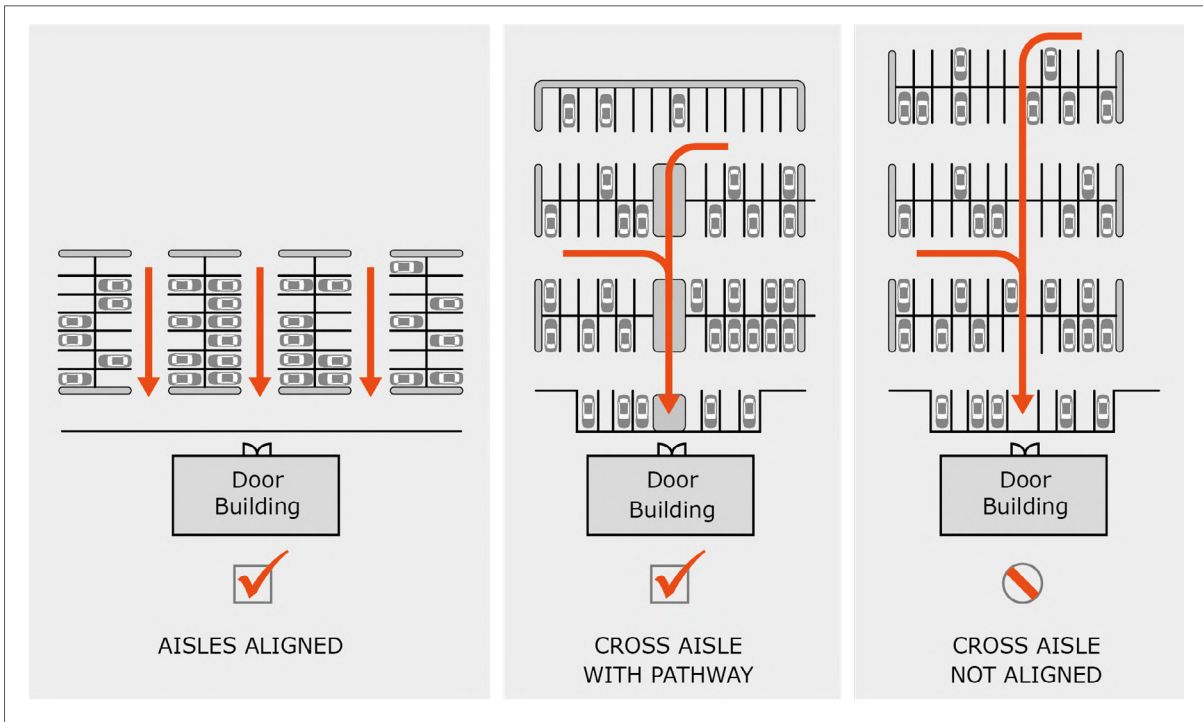 Door
Building
AISLES ALIGNED
Door
Building
CROSS AISLE
WITH PATHWAY
Door
Building
CROSS AISLE
NOT ALIGNED